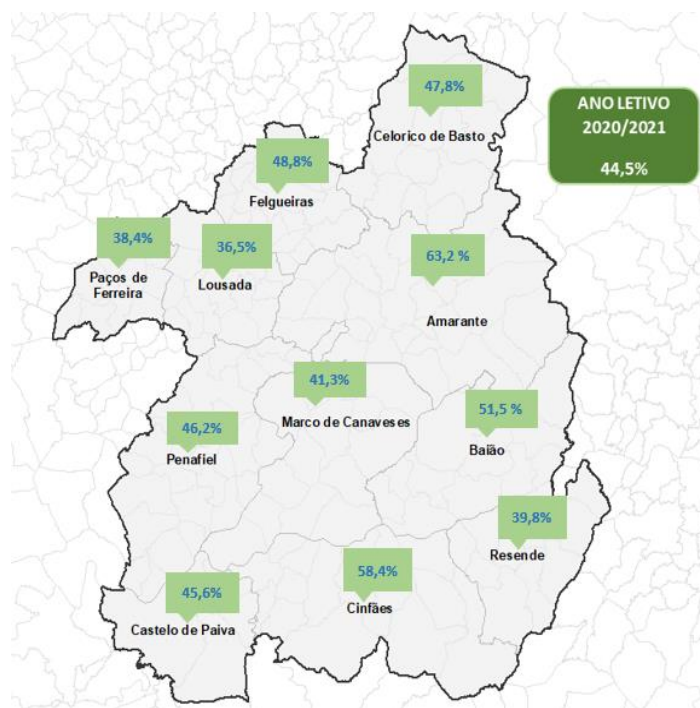 47,8%
Celorico de Basto
ANO LETIVO
2020/2021
44,5%
48,8%
Felgueiras
38,4%
Paços de
Ferreira
36,5%
Lousada
63,2 %
Amarante
41,3%
Marco de Canaveses
51,5 %
Baião
46,2%
Penafiel
39,8%
Resende
45,6%
Castelo de Paiva
58,4%
Cinfães